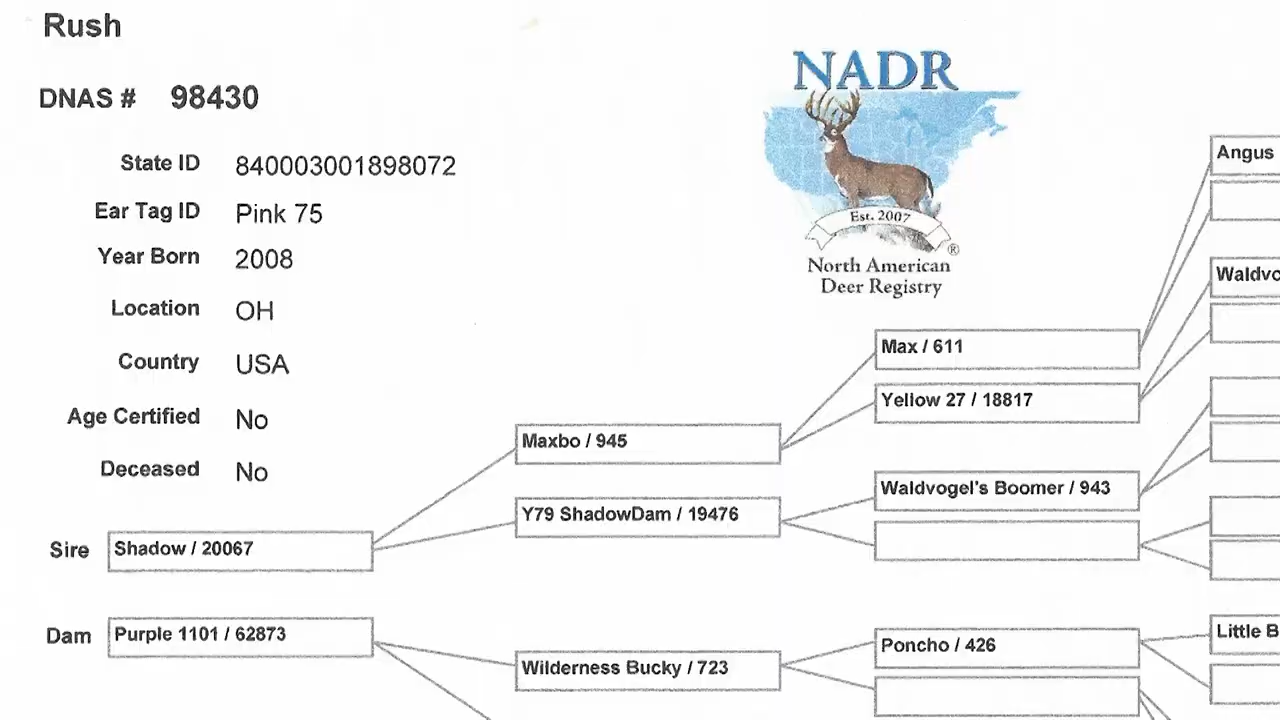 Rush
DNAS # 98430
State ID 840003001898072
Ear Tag ID Pink 75
Year Born 2008
Location OH
Country USA
Age Certified No
Deceased No
NADR
Est. 2007
®
North American
Deer Registry
Sire Shadow / 20067
Dam Purple 1101 / 62873
Maxbo / 945
Y79 ShadowDam / 19476
Wilderness Bucky / 723
Max / 611
Yellow 27 / 18817
Waldvogel's Boomer / 943
Poncho / 426
Angus
Waldvo
Little B